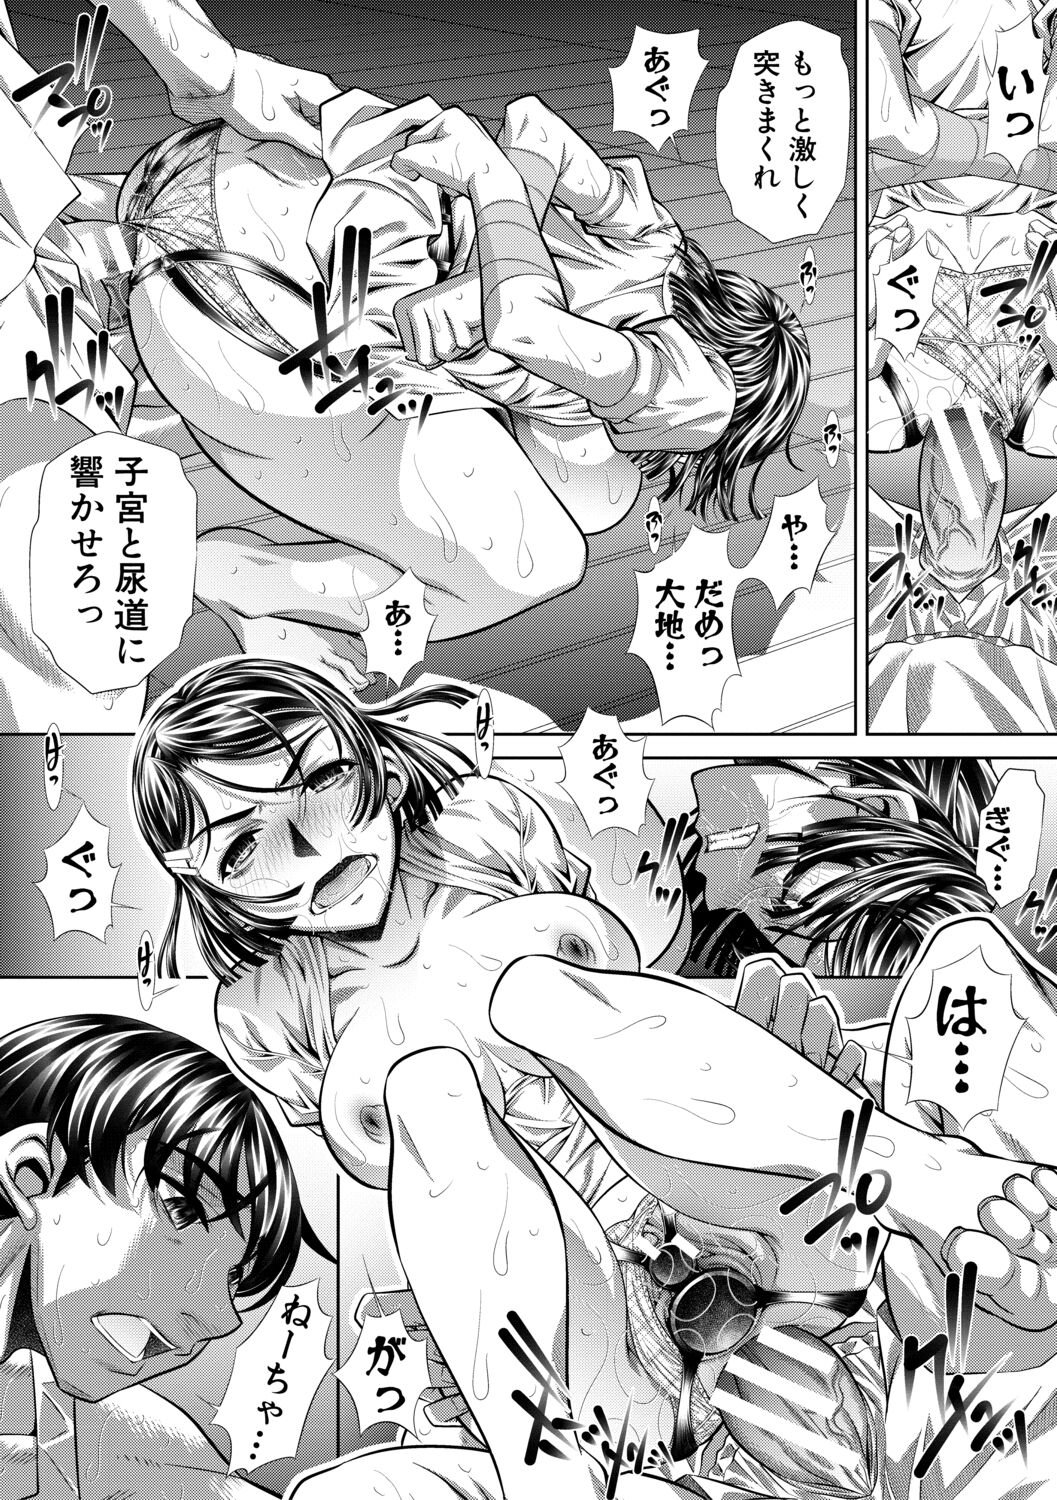 いっ
ぐっ
もっと激しく
突きまくれ
あぐっ
や…
だめっ
大地…
子宮と尿道に
響かせろっ
あ…
ぎぐ…
は…
あぐっ
ぐっ
がっ
ねーちゃ…